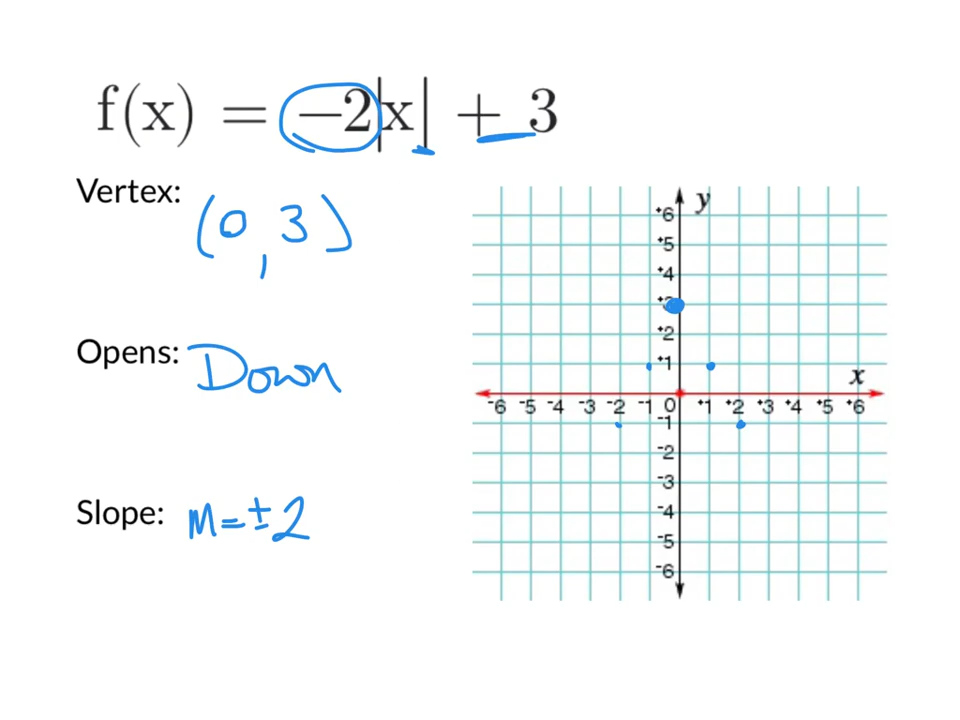 f(x) = −2|x| + 3
Vertex:
(0, 3)
Opens: Down
Slope: m = ± 2
y
+6
+5
+4
+2
+1
x
-6 -5 -4 -3 -2 -1 0 +1 +2 +3 +4 +5 +6
-1
-2
-3
-4
-5
-6